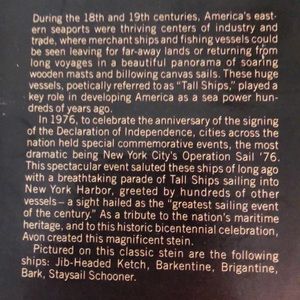 During the 18th and 19th centuries, America's east-
ern seaports were thriving centers of industry and
trade, where merchant ships and fishing vessels could
be seen leaving for far-away lands or returning from
long voyages in a beautiful panorama of soaring
wooden masts and billowing canvas sails. These huge
vessels, poetically referred to as "Tall Ships," played a
key role in developing America as a sea power hun-
dreds of years ago.
In 1976, to celebrate the anniversary of the signing
of the Declaration of Independence, cities across the
nation held special commemorative events, the most
dramatic being New York City's Operation Sail '76.
This spectacular event saluted these ships of long ago
with a breathtaking parade of Tall Ships sailing into
New York Harbor, greeted by hundreds of other
vessels – a sight hailed as the "greatest sailing event
of the century." As a tribute to the nation's maritime
heritage, and to this historic bicentennial celebration,
Avon created this magnificent stein.
Pictured on this classic stein are the following
ships: Jib-Headed Ketch, Barkentine, Brigantine,
Bark, Staysail Schooner.